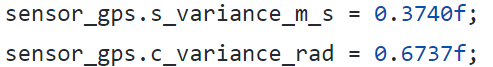 sensor_gps.s_variance_m_s = 0.3740f;
sensor_gps.c_variance_rad = 0.6737f;